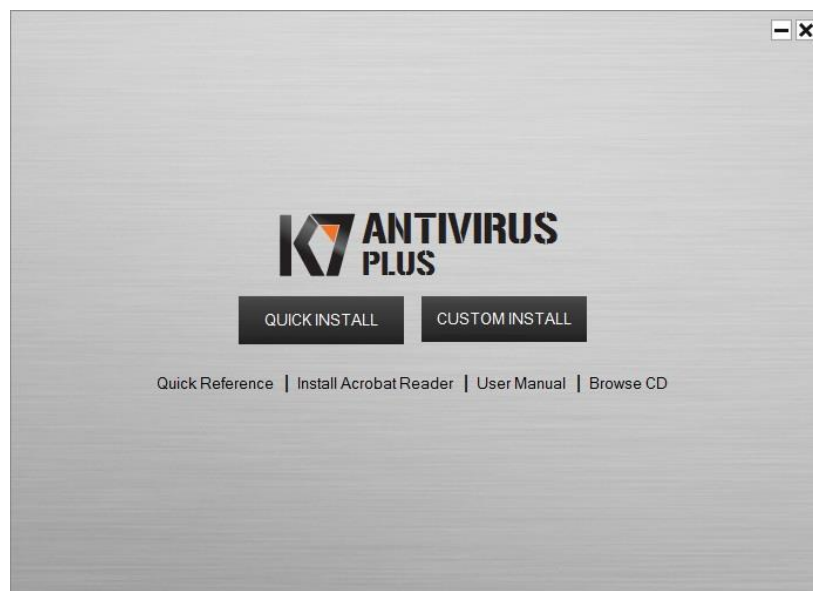 K7 ANTIVIRUS
PLUS
QUICK INSTALL CUSTOM INSTALL
Quick Reference | Install Acrobat Reader | User Manual | Browse CD